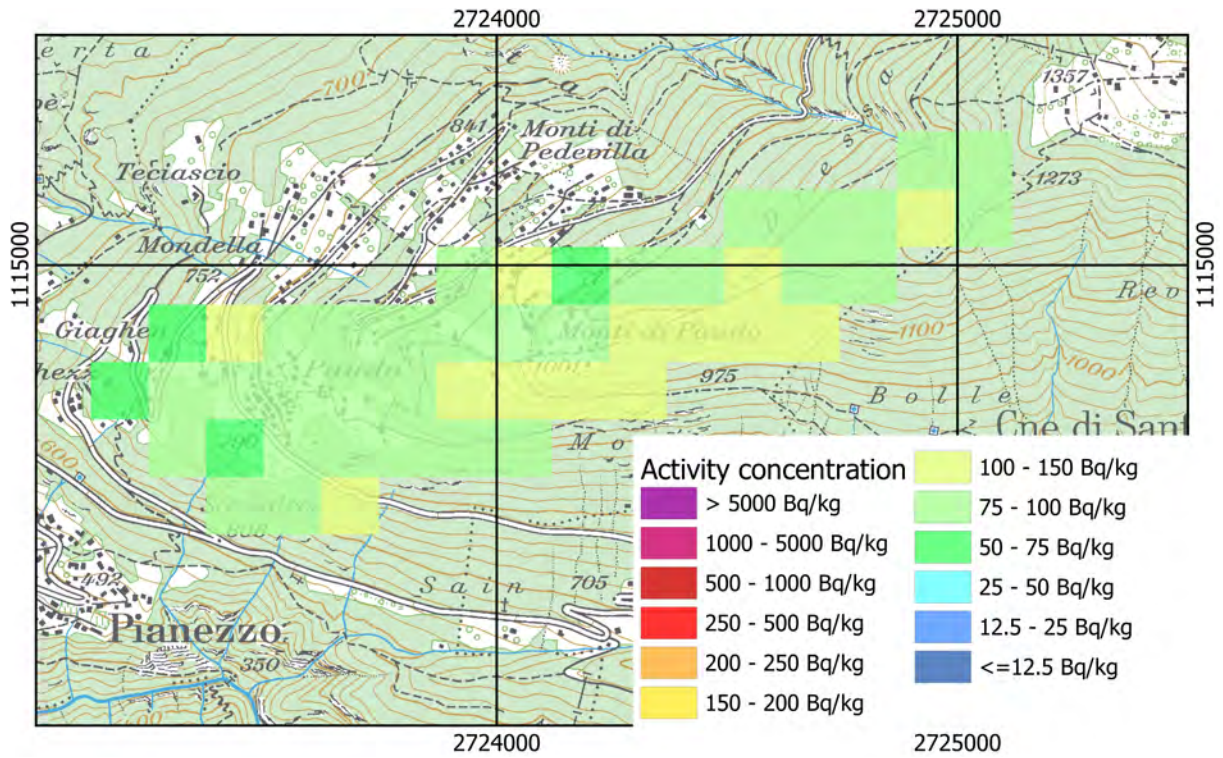 2724000 2725000
e r t a
1357
700
t
a
841
Monti di
Pedevilla
Teciascio
e s a
1273
Mondella
1115000
1115000
752
R e v
Giaghen
Monti di Paudo
1100
Paudo
1001
1000
975
B o l l e
Cne di Sant
790
M o
600
Activity concentration
> 5000 Bq/kg
1000 - 5000 Bq/kg
500 - 1000 Bq/kg
250 - 500 Bq/kg
200 - 250 Bq/kg
150 - 200 Bq/kg
100 - 150 Bq/kg
75 - 100 Bq/kg
50 - 75 Bq/kg
25 - 50 Bq/kg
12.5 - 25 Bq/kg
<=12.5 Bq/kg
492
S a i n
705
Pianezzo
350
2724000 2725000